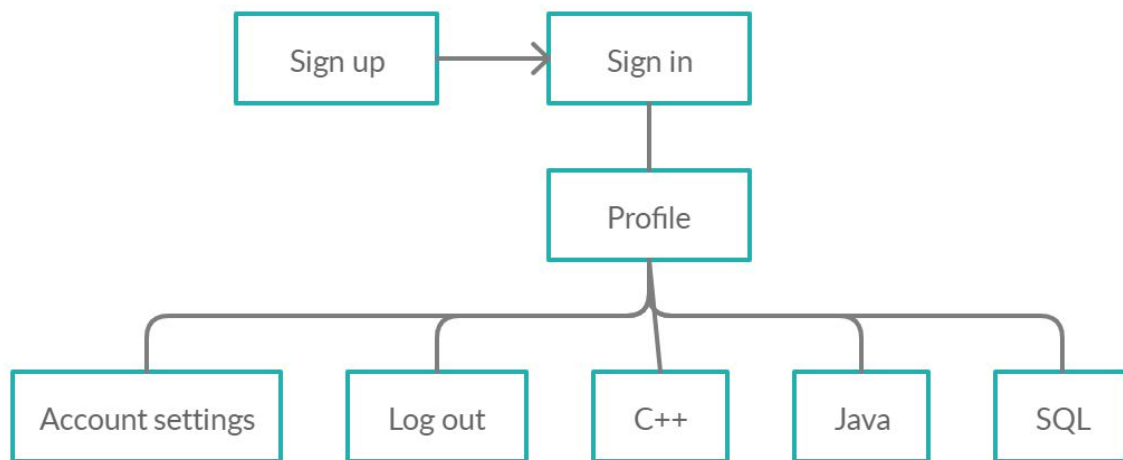 Sign up
Sign in
Profile
Account settings
Log out
C++
Java
SQL